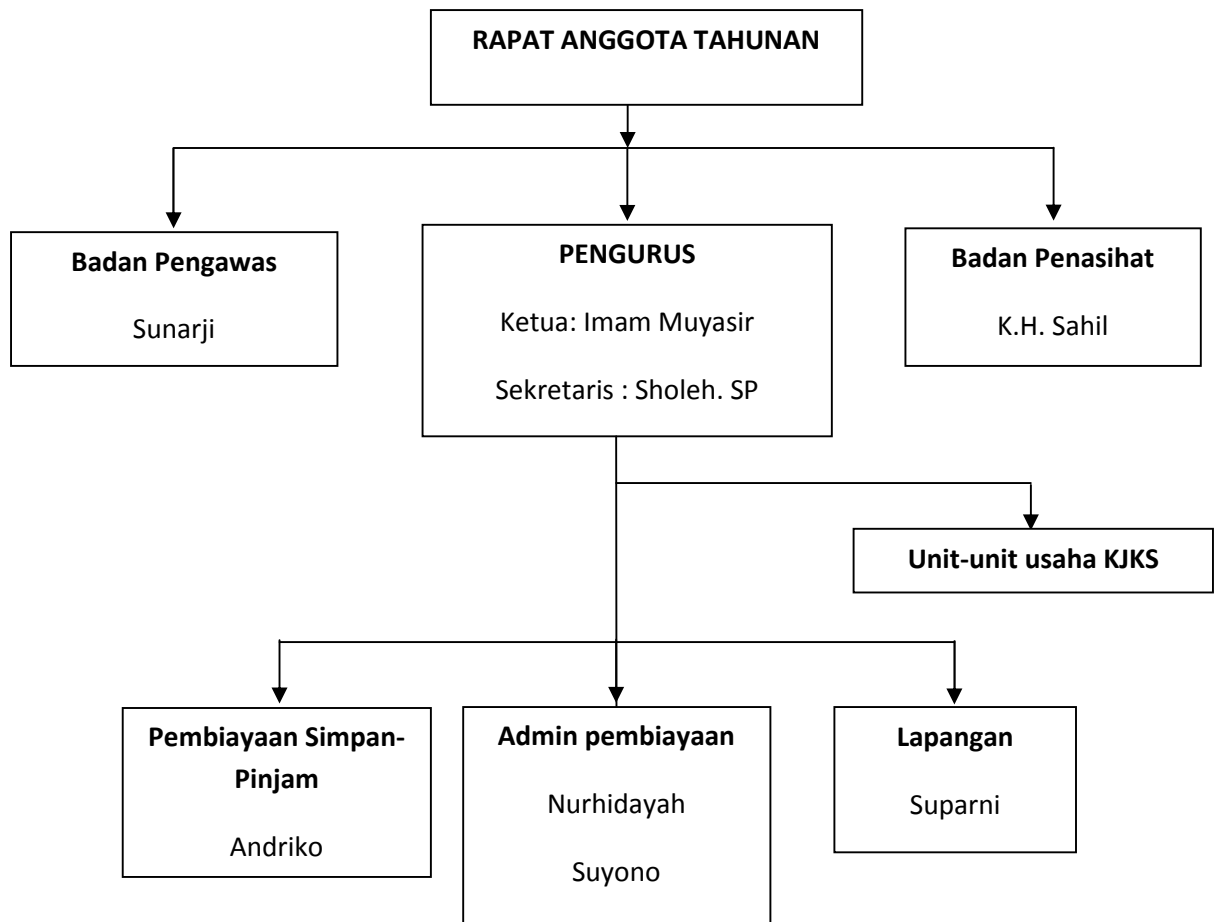 RAPAT ANGGOTA TAHUNAN
Badan Pengawas
Sunarji
PENGURUS
Ketua: Imam Muyasir
Sekretaris : Sholeh. SP
Badan Penasihat
K.H. Sahil
Unit-unit usaha KJKS
Pembiayaan Simpan-
Pinjam
Andriko
Admin pembiayaan
Nurhidayah
Suyono
Lapangan
Suparni